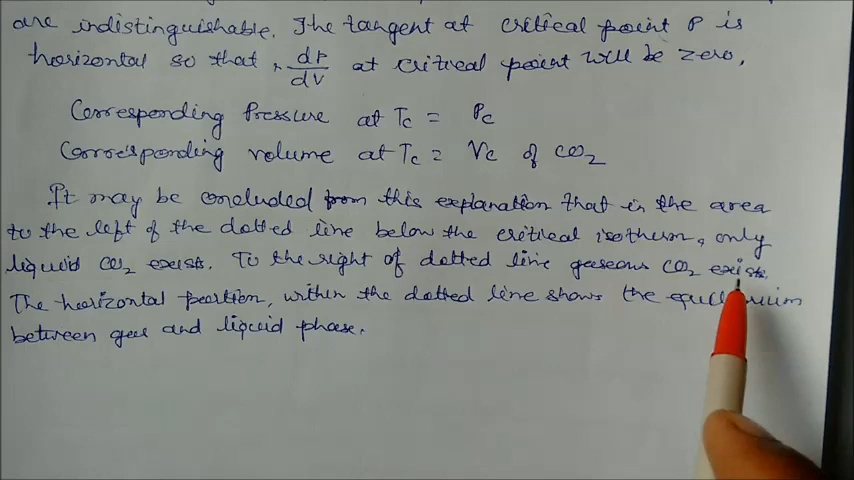 are indistinguishable. The tangent at critical point P is
horizontal so that, dP/dV at critical point will be zero,
Corresponding Pressure at Tc = Pc
Corresponding volume at Tc = Vc of CO2
It may be concluded from this explanation that in the area
to the left of the dotted line below the critical isotherm, only
liquid CO2 exists. To the right of dotted line gaseous CO2 exists.
The horizontal portion, within the dotted line shows the
between gas and liquid phase.